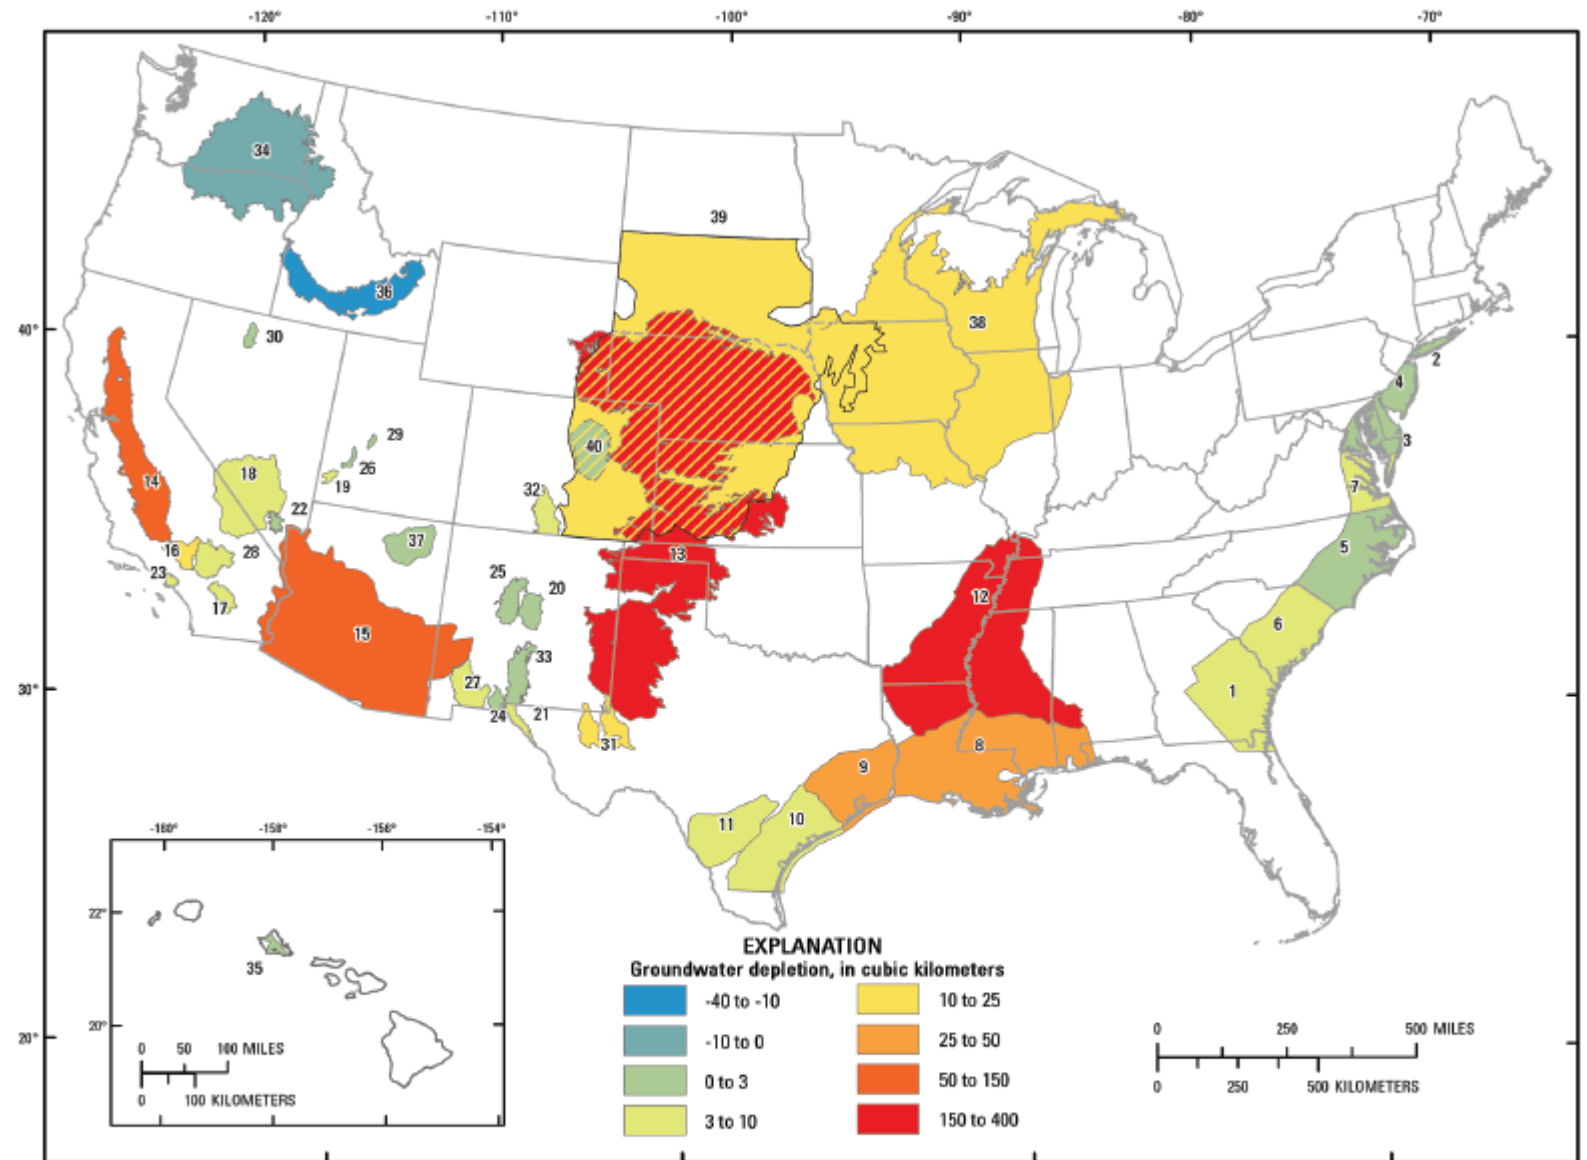 -120° -110° -100° -90° -80° -70°
34
39
36
38
40°
30
2
4
29
3
40
26
18
14
19
32
7
22
37
5
16
28
13
23
25
20
12
17
15
6
33
27
1
30°
24
21
31
8
9
11
10
-160° -158° -156° -154°
22°
35
20°
0 50 100 MILES
0 100 KILOMETERS
EXPLANATION
Groundwater depletion, in cubic kilometers
-40 to -10
10 to 25
-10 to 0
25 to 50
0 to 3
50 to 150
3 to 10
150 to 400
20°
0 250 500 MILES
0 250 500 KILOMETERS